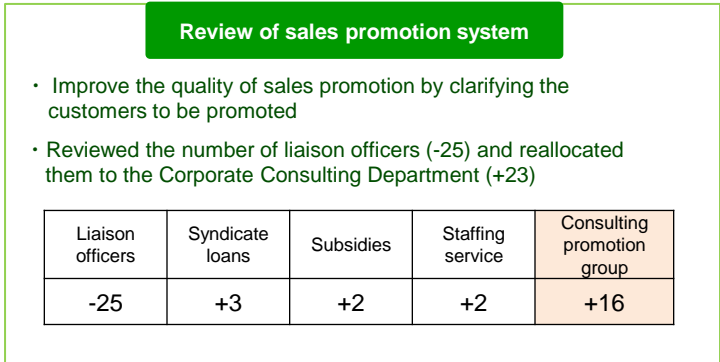 Review of sales promotion system
・ Improve the quality of sales promotion by clarifying the
customers to be promoted
・Reviewed the number of liaison officers (-25) and reallocated
them to the Corporate Consulting Department (+23)
Liaison
officers
Syndicate
loans
Subsidies
Staffing
service
Consulting
promotion
group
-25
+3
+2
+2
+16